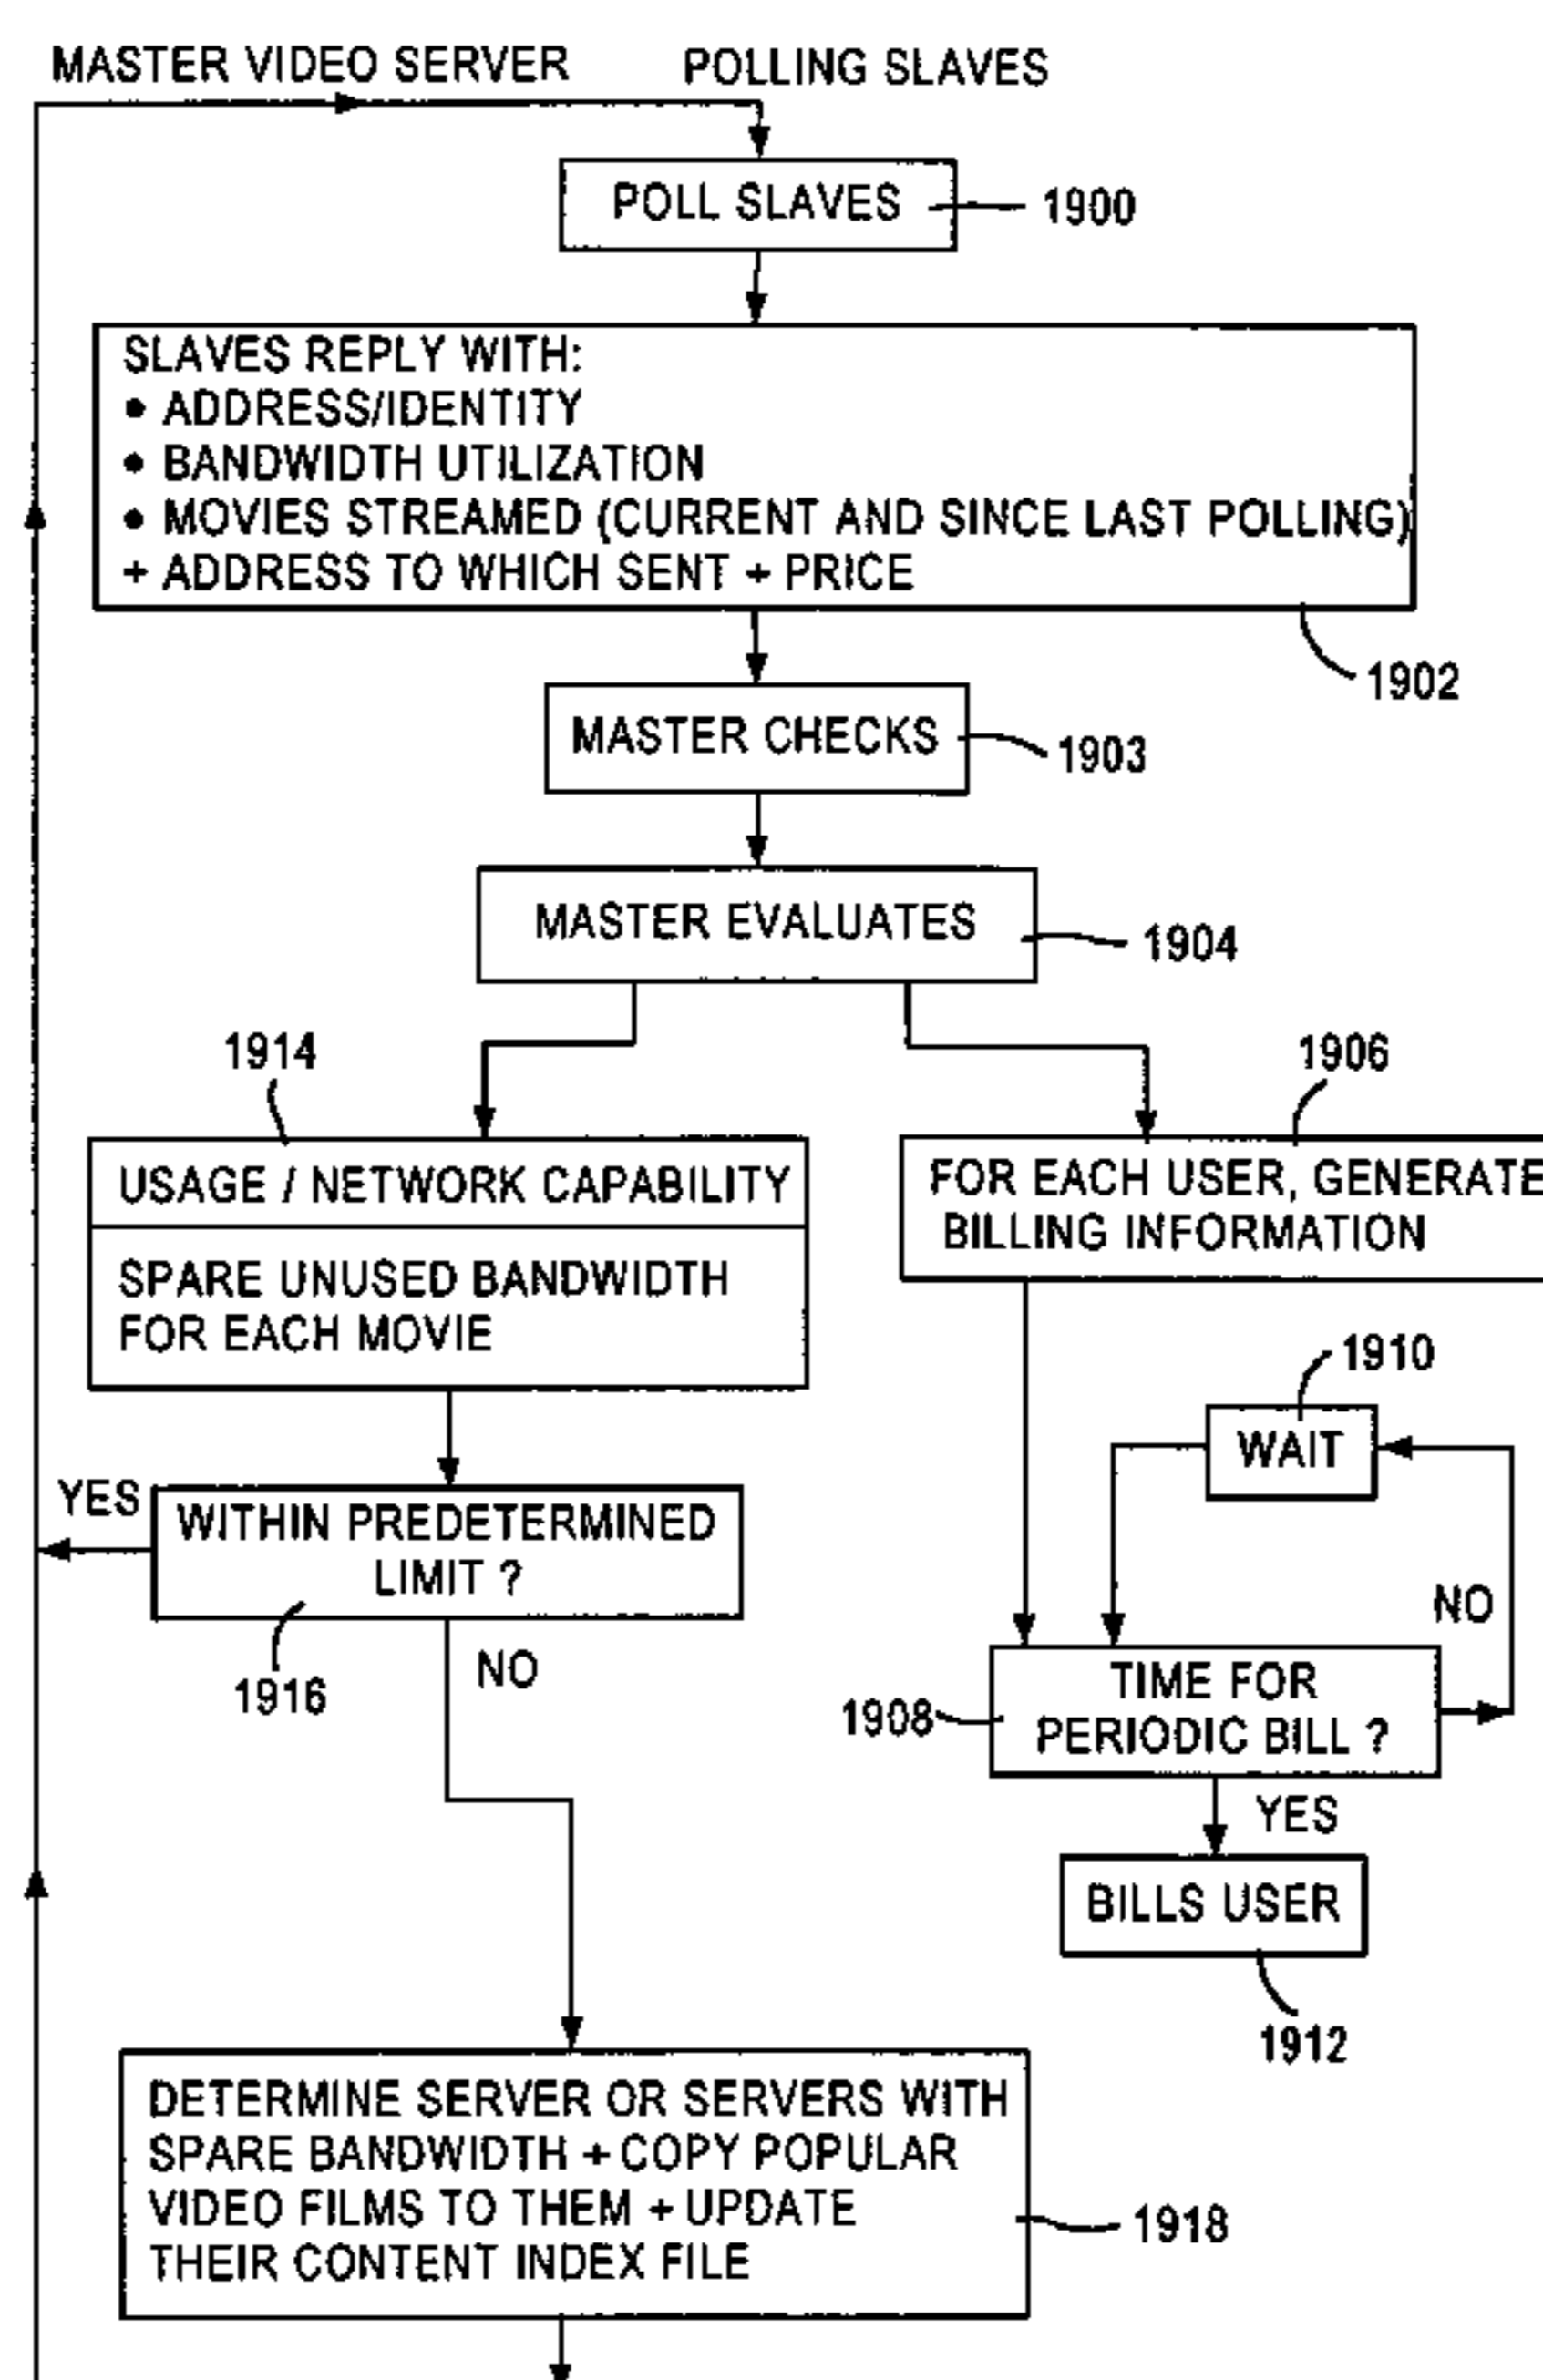 MASTER VIDEO SERVER
POLLING SLAVES
POLL SLAVES
1900
SLAVES REPLY WITH:
• ADDRESS/IDENTITY
• BANDWIDTH UTILIZATION
• MOVIES STREAMED (CURRENT AND SINCE LAST POLLING)
+ ADDRESS TO WHICH SENT + PRICE
1902
MASTER CHECKS
1903
MASTER EVALUATES
1904
1914
USAGE / NETWORK CAPABILITY
SPARE UNUSED BANDWIDTH
FOR EACH MOVIE
1906
FOR EACH USER, GENERATE
BILLING INFORMATION
1910
WAIT
YES
WITHIN PREDETERMINED
LIMIT ?
1916
NO
NO
1908
TIME FOR
PERIODIC BILL ?
YES
BILLS USER
1912
DETERMINE SERVER OR SERVERS WITH
SPARE BANDWIDTH + COPY POPULAR
VIDEO FILMS TO THEM + UPDATE
THEIR CONTENT INDEX FILE
1918